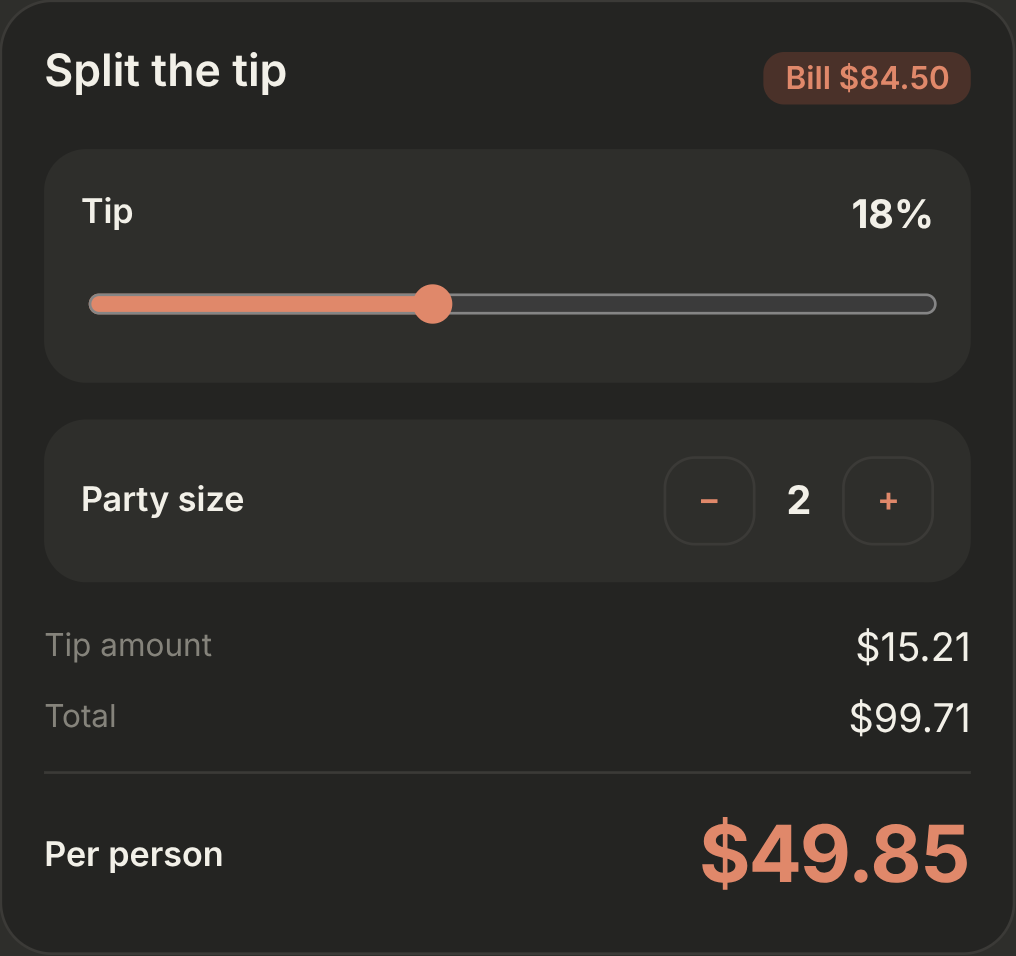 Split the tip
Bill $84.50
Tip
18%
Party size
− 2 +
Tip amount
$15.21
Total
$99.71
Per person
$49.85